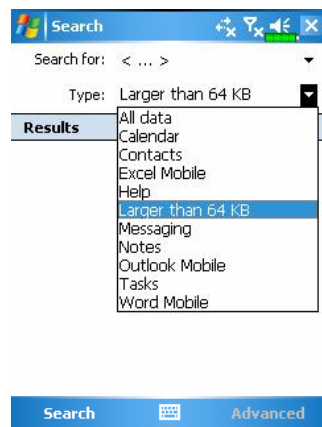 Search
Search for: < ... >
Type: Larger than 64 KB
Results
All data
Calendar
Contacts
Excel Mobile
Help
Larger than 64 KB
Messaging
Notes
Outlook Mobile
Tasks
Word Mobile
Search Advanced